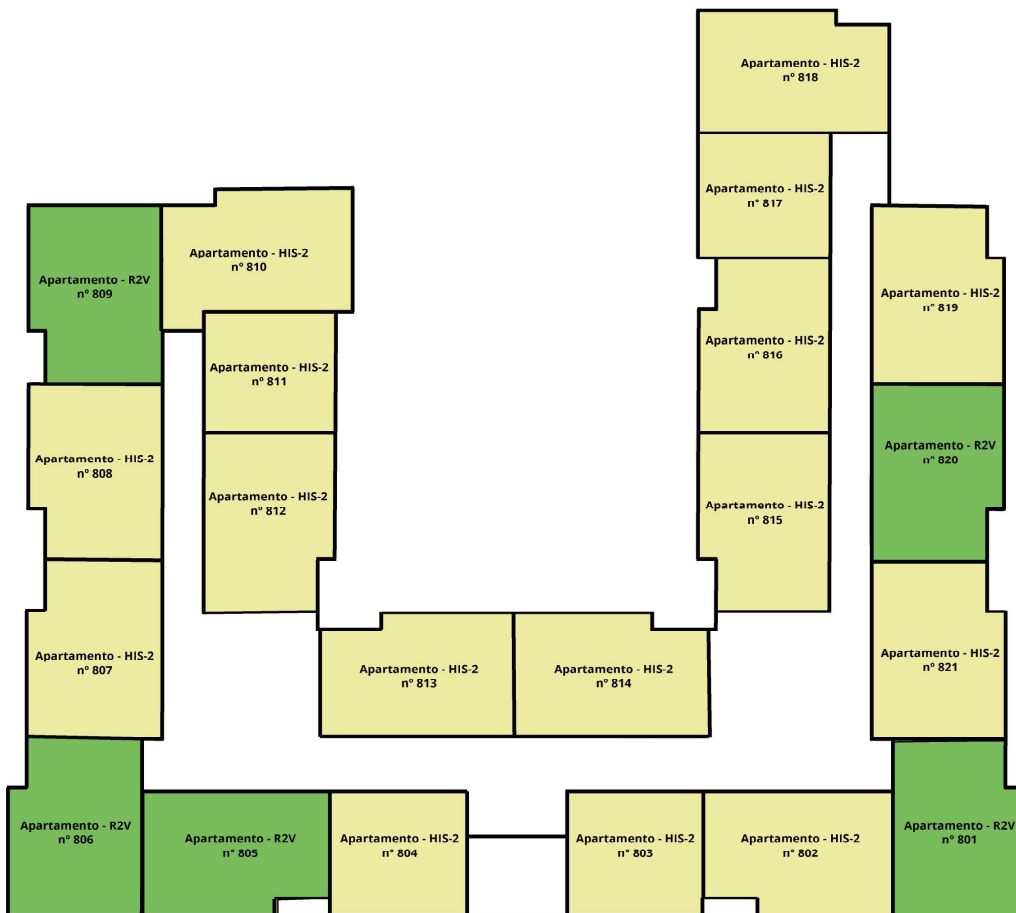 Apartamento - HIS-2
nº 818
Apartamento - HIS-2
nº 817
Apartamento - R2V
nº 809
Apartamento - HIS-2
nº 810
Apartamento - HIS-2
nº 819
Apartamento - HIS-2
nº 816
Apartamento - HIS-2
nº 811
Apartamento - R2V
nº 820
Apartamento - HIS-2
nº 808
Apartamento - HIS-2
nº 812
Apartamento - HIS-2
nº 815
Apartamento - HIS-2
nº 807
Apartamento - HIS-2
nº 813
Apartamento - HIS-2
nº 814
Apartamento - HIS-2
nº 821
Apartamento - R2V
nº 806
Apartamento - R2V
nº 805
Apartamento - HIS-2
nº 804
Apartamento - HIS-2
nº 803
Apartamento - HIS-2
nº 802
Apartamento - R2V
nº 801